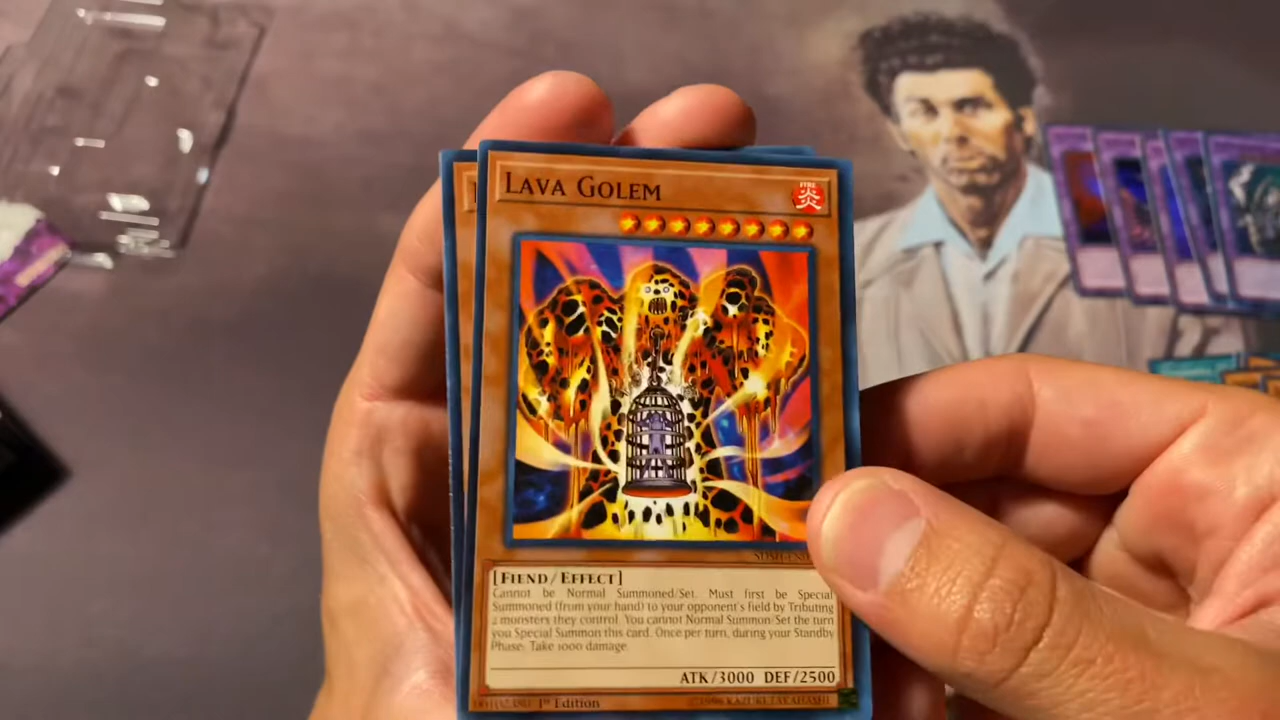 LAVA GOLEM
FIRE
炎
[FIEND/EFFECT]
Cannot be Normal Summoned/Set. Must first be Special
Summoned (from your hand) to your opponent's field by Tributing
2 monsters they control. You cannot Normal Summon/Set the turn
you Special Summon this card. Once per turn, during your Standby
Phase: Take 1000 damage.
ATK/3000 DEF/2500
1st Edition
©1996 KAZUKI TAKAHASHI